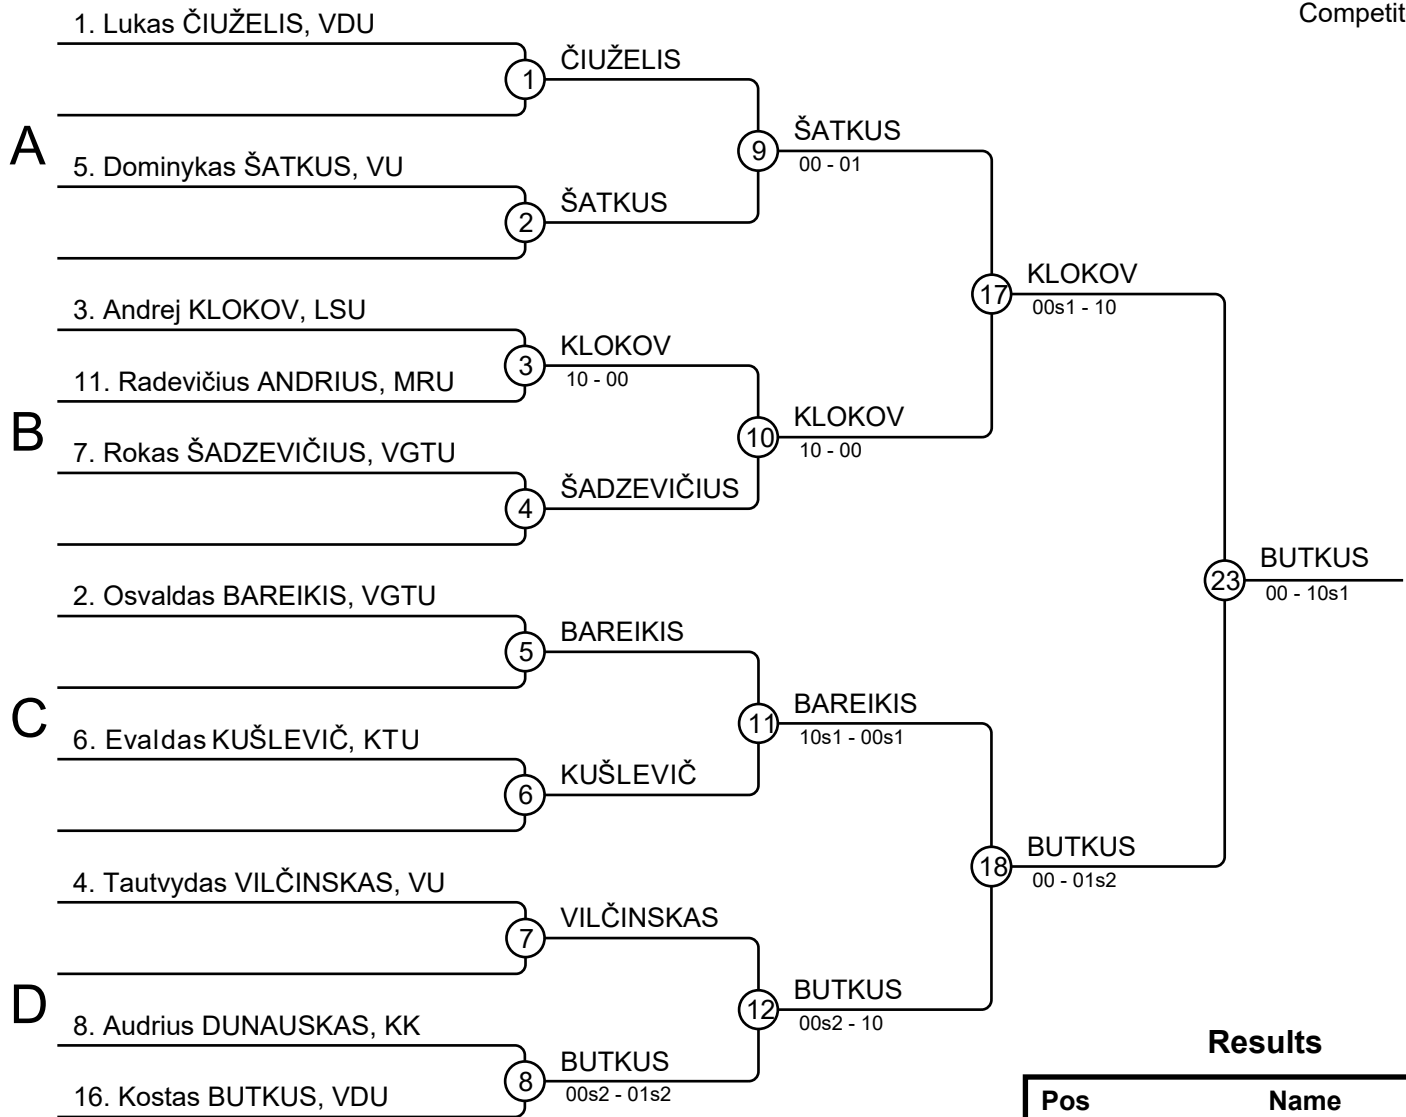 Competit
1. Lukas ČIUŽELIS, VDU
1
ČIUŽELIS
A
9
ŠATKUS
00 - 01
5. Dominykas ŠATKUS, VU
2
ŠATKUS
17
KLOKOV
00s1 - 10
3. Andrej KLOKOV, LSU
3
KLOKOV
10 - 00
11. Radevičius ANDRIUS, MRU
B
10
KLOKOV
10 - 00
7. Rokas ŠADZEVIČIUS, VGTU
4
ŠADZEVIČIUS
23
BUTKUS
00 - 10s1
2. Osvaldas BAREIKIS, VGTU
5
BAREIKIS
C
11
BAREIKIS
10s1 - 00s1
6. Evaldas KUŠLEVIČ, KTU
6
KUŠLEVIČ
18
BUTKUS
00 - 01s2
4. Tautvydas VILČINSKAS, VU
7
VILČINSKAS
D
12
BUTKUS
00s2 - 10
8. Audrius DUNAUSKAS, KK
8
BUTKUS
00s2 - 01s2
16. Kostas BUTKUS, VDU
Results
Pos Name